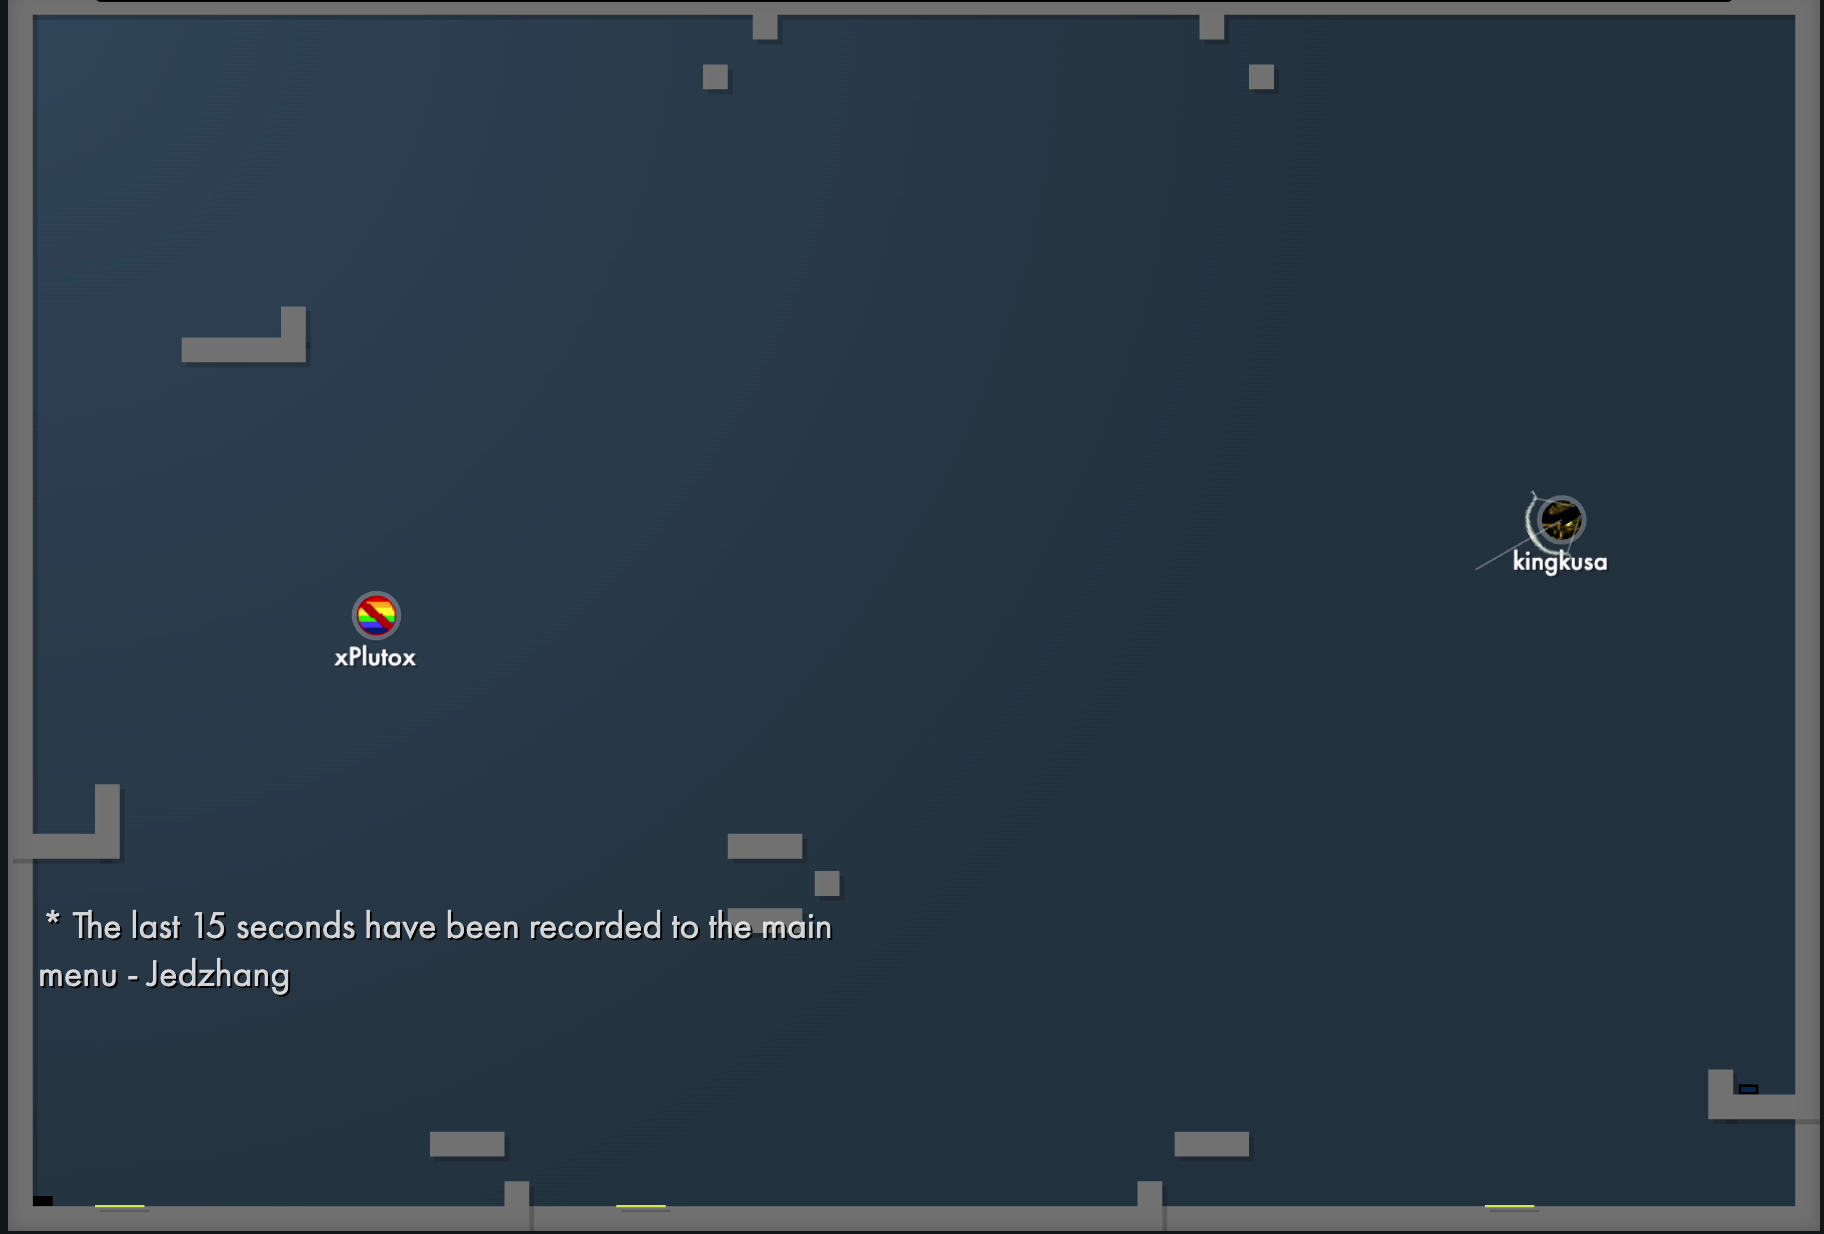 kingkusa
xPlutox
* The last 15 seconds have been recorded to the main
menu - Jedzhang